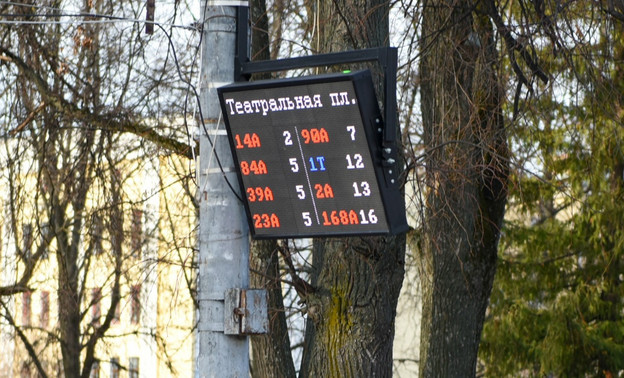 Театральная пл.
14А 2 90А 7
84А 5 1Т 12
39А 5 2А 13
23А 5 168А 16